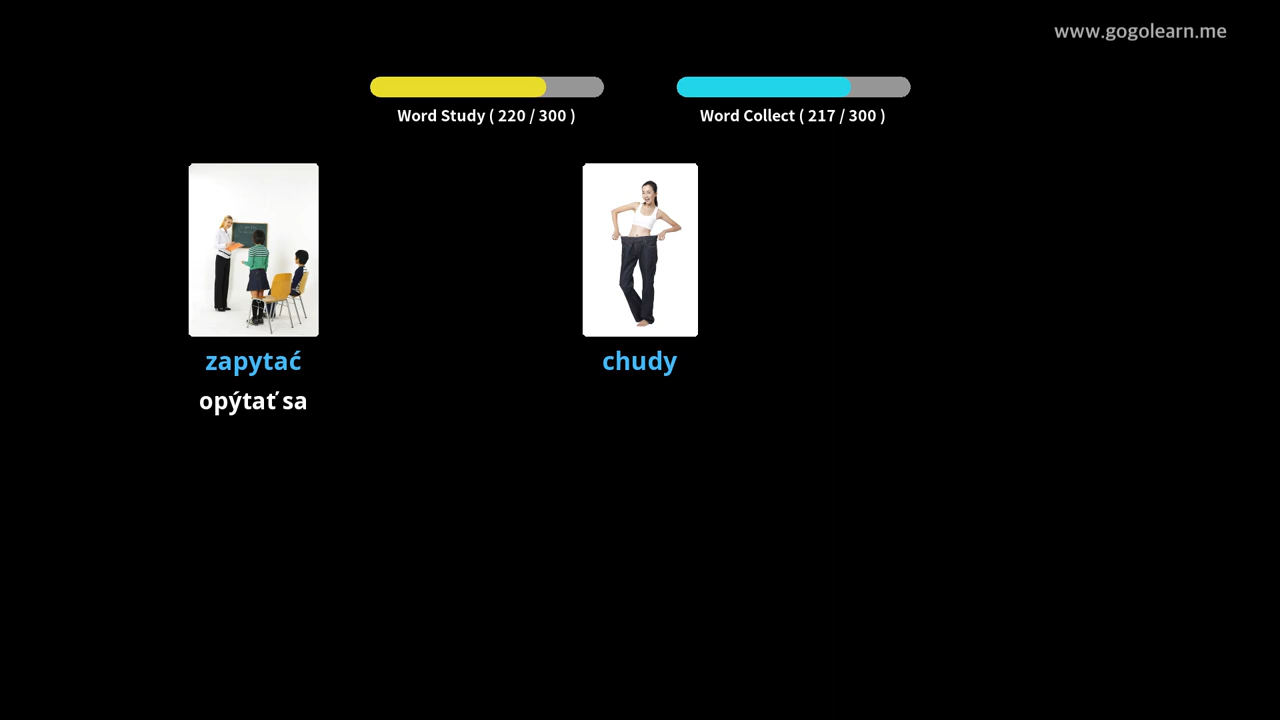 www.gogolearn.me
Word Study ( 220 / 300 )
Word Collect ( 217 / 300 )
zapytać
chudy
opýtať sa